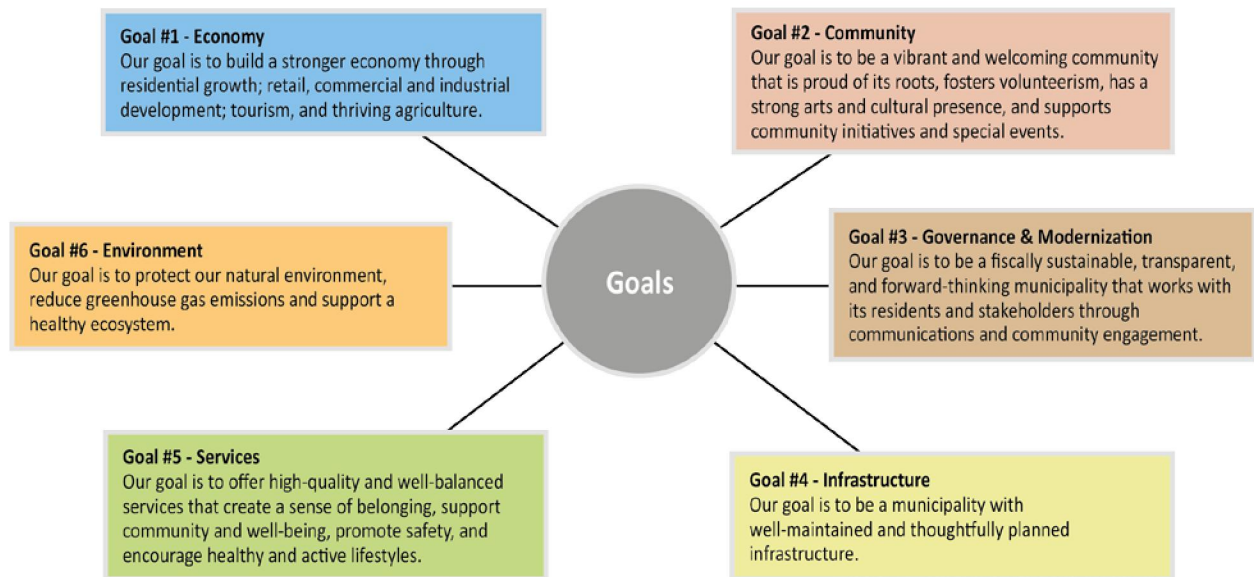 Goal #1 - Economy
Our goal is to build a stronger economy through
residential growth; retail, commercial and industrial
development; tourism, and thriving agriculture.
Goal #2 - Community
Our goal is to be a vibrant and welcoming community
that is proud of its roots, fosters volunteerism, has a
strong arts and cultural presence, and supports
community initiatives and special events.
Goal #6 - Environment
Our goal is to protect our natural environment,
reduce greenhouse gas emissions and support a
healthy ecosystem.
Goals
Goal #3 - Governance & Modernization
Our goal is to be a fiscally sustainable, transparent,
and forward-thinking municipality that works with
its residents and stakeholders through
communications and community engagement.
Goal #5 - Services
Our goal is to offer high-quality and well-balanced
services that create a sense of belonging, support
community and well-being, promote safety, and
encourage healthy and active lifestyles.
Goal #4 - Infrastructure
Our goal is to be a municipality with
well-maintained and thoughtfully planned
infrastructure.